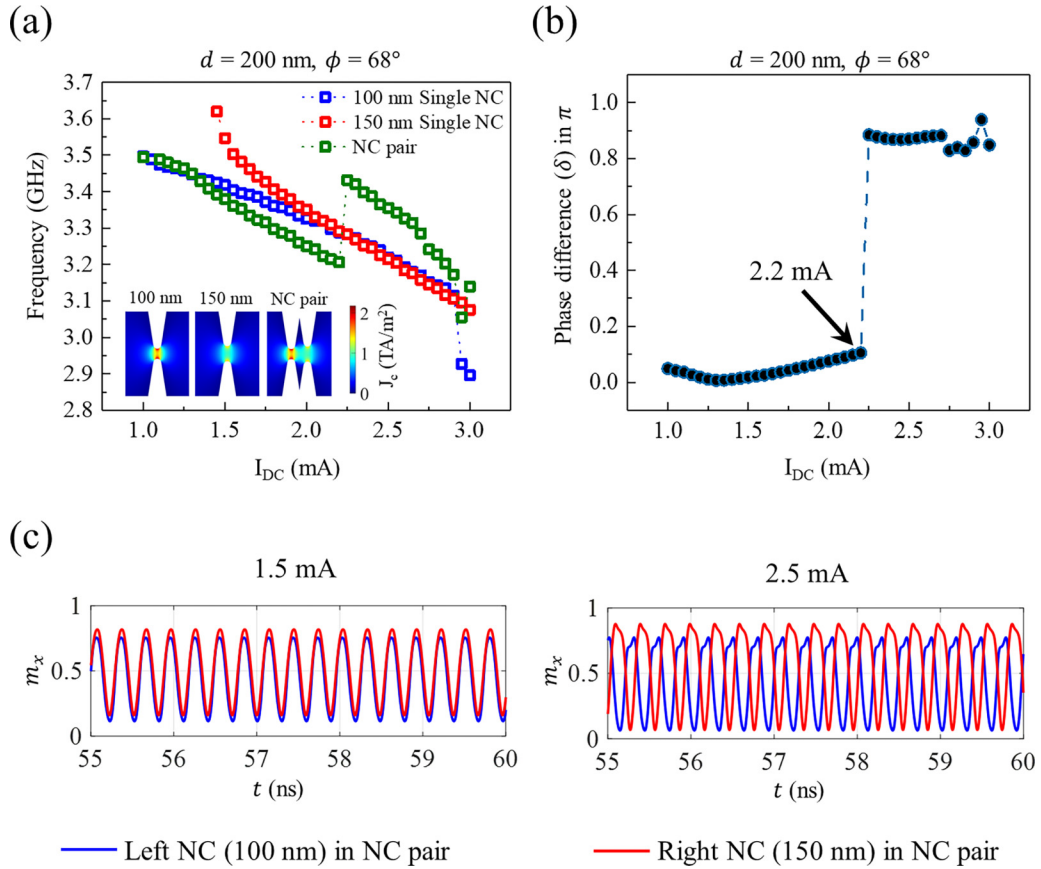 (a)
d = 200 nm, ϕ = 68°
3.7
3.6
3.5
3.4
3.3
3.2
3.1
3.0
2.9
2.8
Frequency (GHz)
100 nm Single NC
150 nm Single NC
NC pair
100 nm 150 nm NC pair
2
1
0
J_c (TA/m²)
1.0 1.5 2.0 2.5 3.0
I_DC (mA)
(b)
d = 200 nm, ϕ = 68°
1.0
0.8
0.6
0.4
0.2
0.0
Phase difference (δ) in π
2.2 mA
1.0 1.5 2.0 2.5 3.0
I_DC (mA)
(c)
1.5 mA
1
0.5
0
m_x
55 56 57 58 59 60
t (ns)
2.5 mA
1
0.5
0
m_x
55 56 57 58 59 60
t (ns)
Left NC (100 nm) in NC pair
Right NC (150 nm) in NC pair